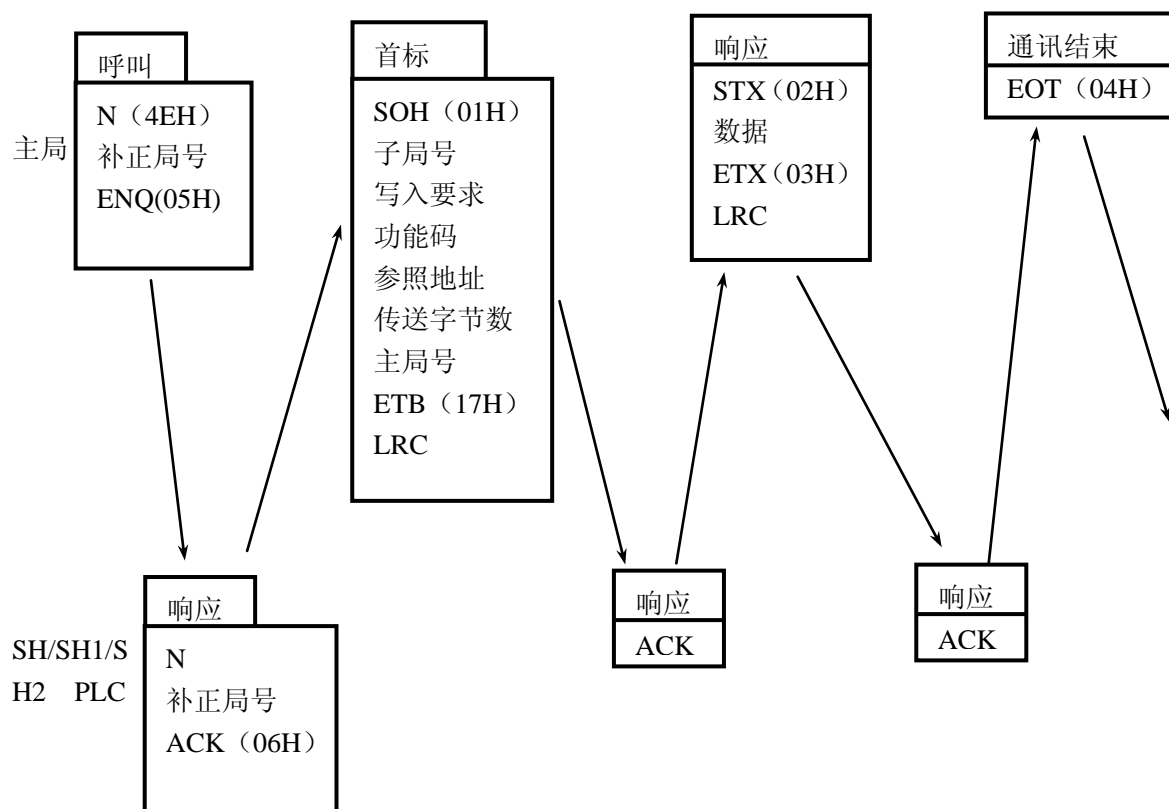 主局
呼叫
N（4EH）
补正局号
ENQ(05H)
首标
SOH（01H）
子局号
写入要求
功能码
参照地址
传送字节数
主局号
ETB（17H）
LRC
响应
STX（02H）
数据
ETX（03H）
LRC
通讯结束
EOT（04H）
SH/SH1/S
H2 PLC
响应
N
补正局号
ACK（06H）
响应
ACK
响应
ACK